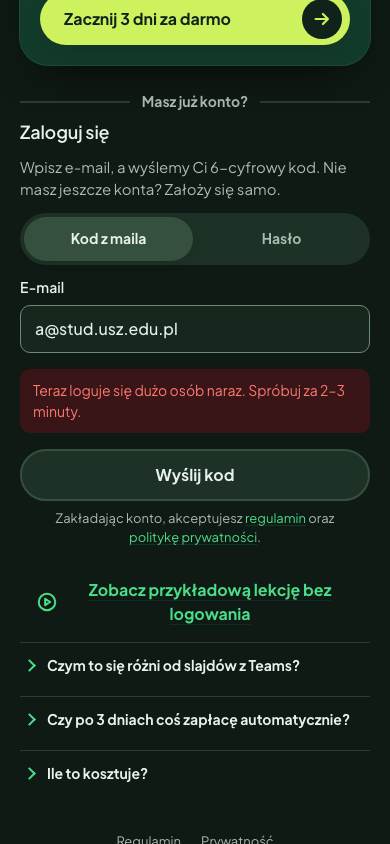 Zacznij 3 dni za darmo
Masz już konto?
Zaloguj się
Wpisz e-mail, a wyślemy Ci 6–cyfrowy kod. Nie
masz jeszcze konta? Założy się samo.
Kod z maila
Hasło
E-mail
a@stud.usz.edu.pl
Teraz loguje się dużo osób naraz. Spróbuj za 2–3
minuty.
Wyślij kod
Zakładając konto, akceptujesz regulamin oraz
politykę prywatności.
Zobacz przykładową lekcję bez
logowania
Czym to się różni od slajdów z Teams?
Czy po 3 dniach coś zapłacę automatycznie?
Ile to kosztuje?
Regulamin Prywatność